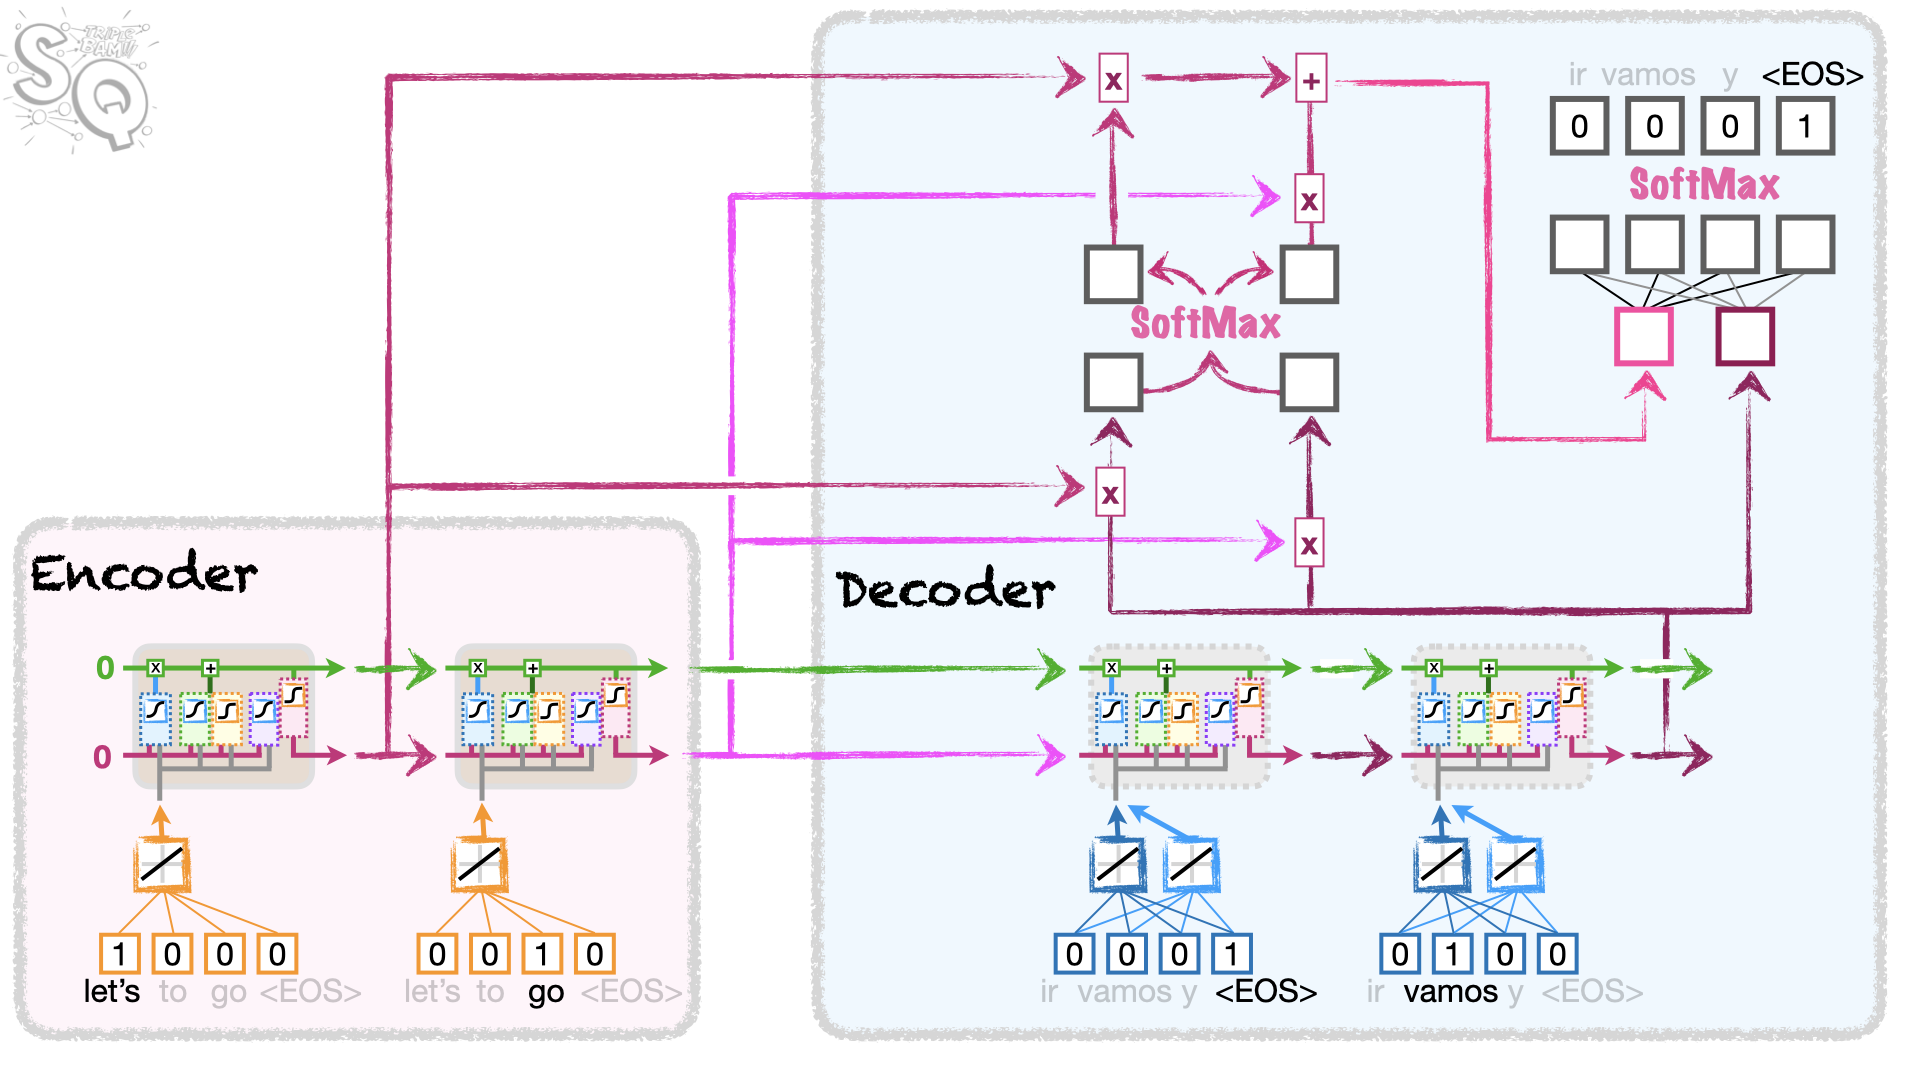 SQ
TRIPLE
BAM!!!
x
+
ir vamos y <EOS>
0 0 0 1
x
SoftMax
SoftMax
x
x
Encoder
Decoder
0 x + x + x + x +
0
1 0 0 0 0 0 1 0 0 0 0 1 0 1 0 0
let's to go <EOS> let's to go <EOS> ir vamos y <EOS> ir vamos y <EOS>